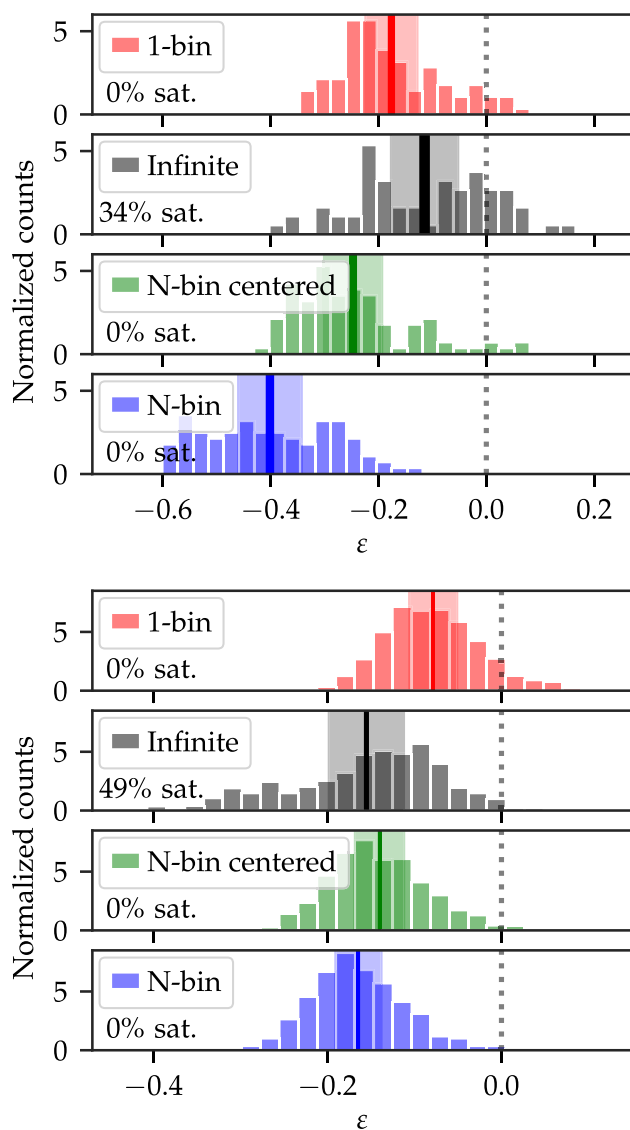 5
1-bin
0% sat.
0
5
Infinite
34% sat.
0
5
N-bin centered
0% sat.
0
5
N-bin
0% sat.
0
Normalized counts
−0.6 −0.4 −0.2 0.0 0.2
ε
5
1-bin
0% sat.
0
5
Infinite
49% sat.
0
5
N-bin centered
0% sat.
0
5
N-bin
0% sat.
0
Normalized counts
−0.4 −0.2 0.0
ε